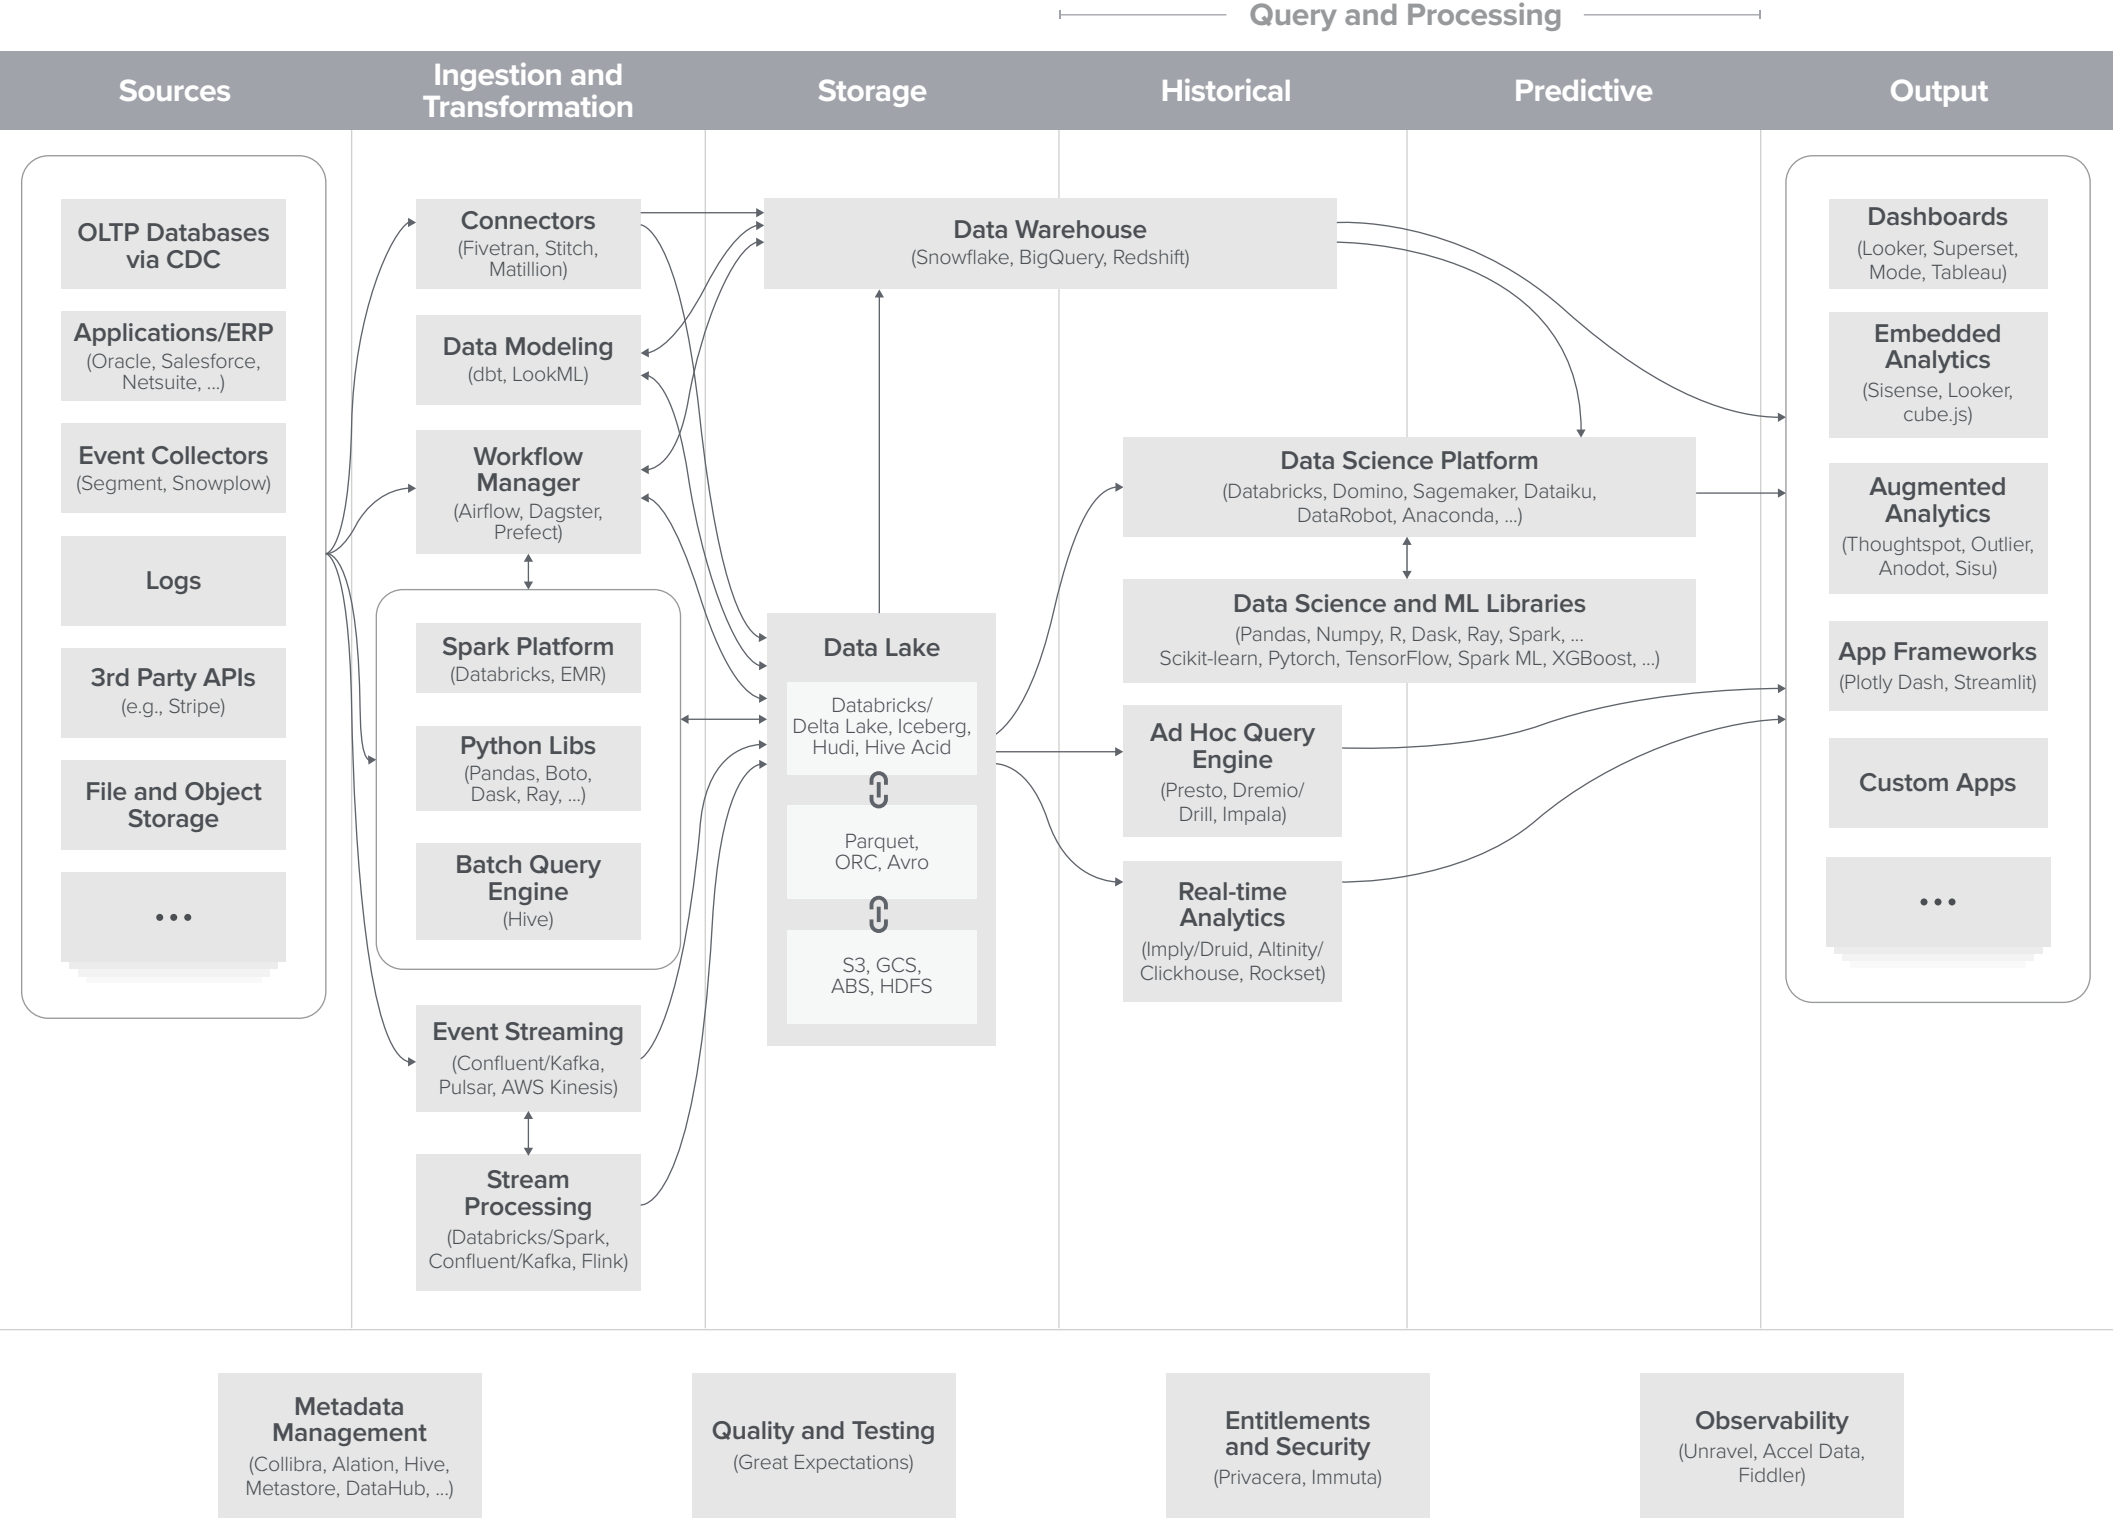 Query and Processing
Sources
Ingestion and
Transformation
Storage
Historical
Predictive
Output
OLTP Databases
via CDC
Applications/ERP
(Oracle, Salesforce,
Netsuite, ...)
Event Collectors
(Segment, Snowplow)
Logs
3rd Party APIs
(e.g., Stripe)
File and Object
Storage
...
Connectors
(Fivetran, Stitch,
Matillion)
Data Modeling
(dbt, LookML)
Workflow
Manager
(Airflow, Dagster,
Prefect)
Spark Platform
(Databricks, EMR)
Python Libs
(Pandas, Boto,
Dask, Ray, ...)
Batch Query
Engine
(Hive)
Event Streaming
(Confluent/Kafka,
Pulsar, AWS Kinesis)
Stream
Processing
(Databricks/Spark,
Confluent/Kafka, Flink)
Data Warehouse
(Snowflake, BigQuery, Redshift)
Data Lake
Databricks/
Delta Lake, Iceberg,
Hudi, Hive Acid
Parquet,
ORC, Avro
S3, GCS,
ABS, HDFS
Data Science Platform
(Databricks, Domino, Sagemaker, Dataiku,
DataRobot, Anaconda, ...)
Data Science and ML Libraries
(Pandas, Numpy, R, Dask, Ray, Spark, ...
Scikit-learn, Pytorch, TensorFlow, Spark ML, XGBoost, ...)
Ad Hoc Query
Engine
(Presto, Dremio/
Drill, Impala)
Real-time
Analytics
(Imply/Druid, Altinity/
Clickhouse, Rockset)
Dashboards
(Looker, Superset,
Mode, Tableau)
Embedded
Analytics
(Sisense, Looker,
cube.js)
Augmented
Analytics
(Thoughtspot, Outlier,
Anodot, Sisu)
App Frameworks
(Plotly Dash, Streamlit)
Custom Apps
...
Metadata
Management
(Collibra, Alation, Hive,
Metastore, DataHub, ...)
Quality and Testing
(Great Expectations)
Entitlements
and Security
(Privacera, Immuta)
Observability
(Unravel, Accel Data,
Fiddler)